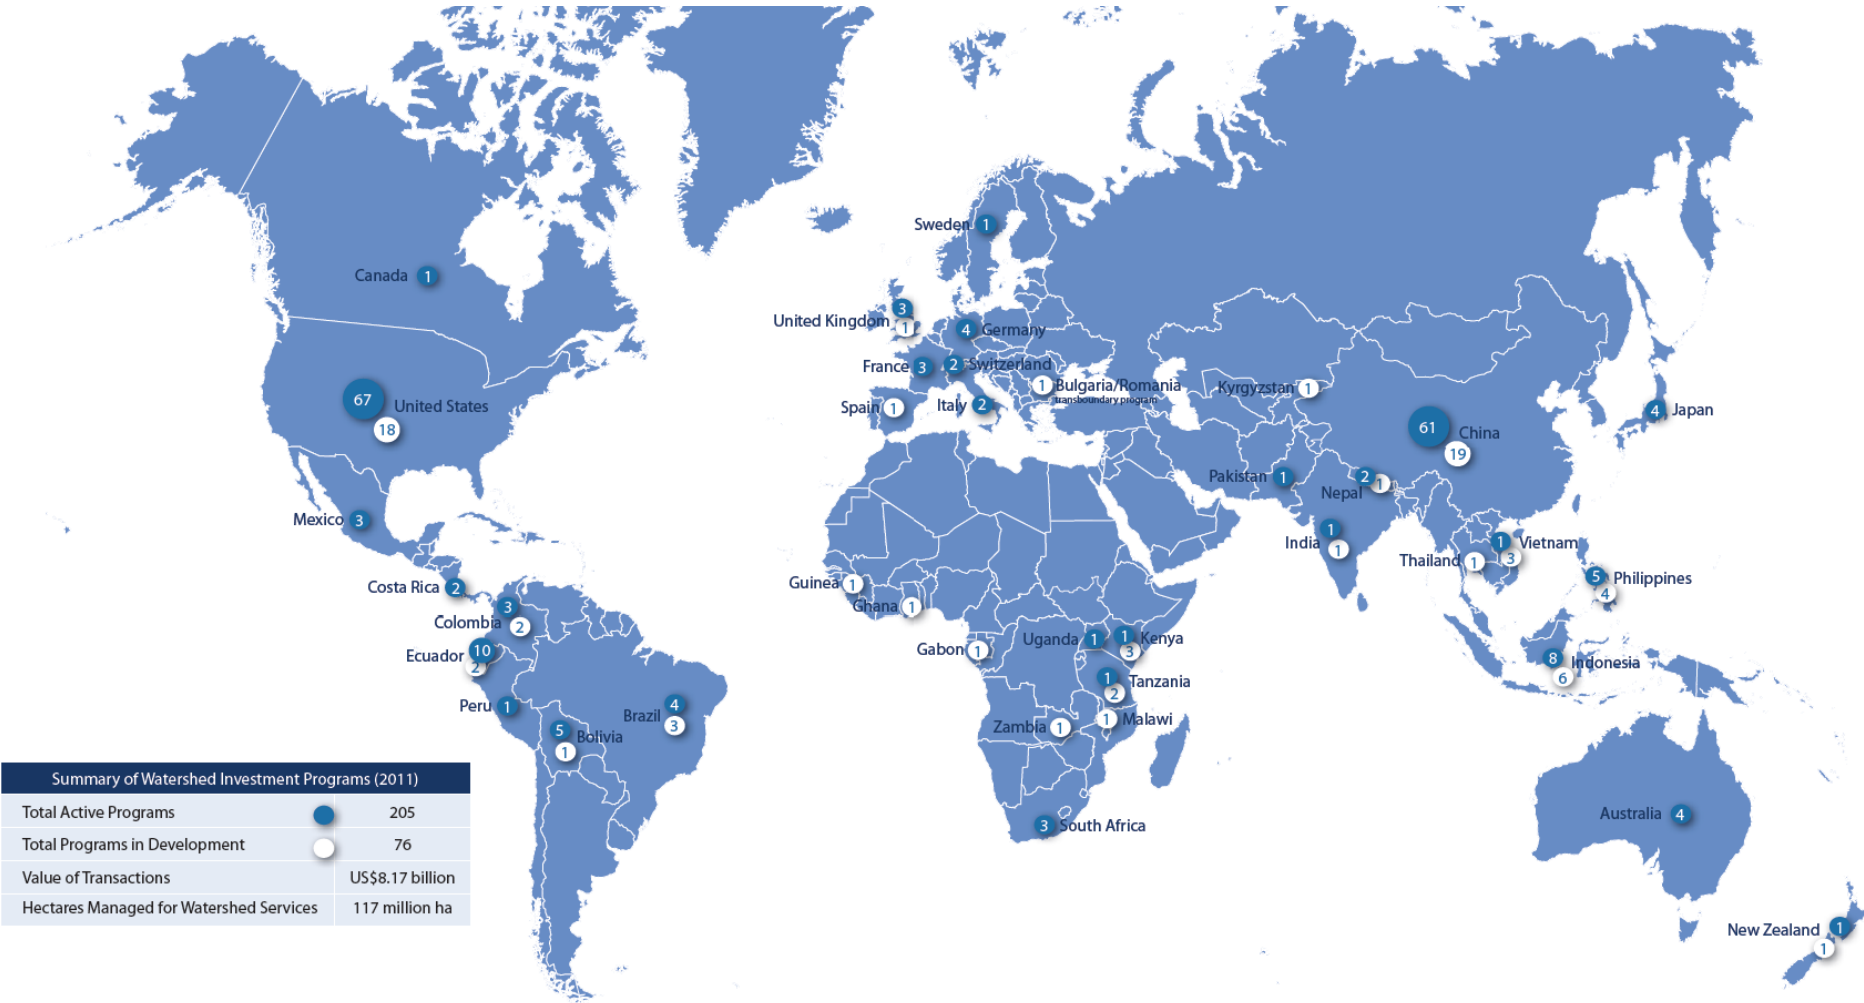 Sweden 1
Canada 1
3
United Kingdom 1
4 Germany
France 3
2 Switzerland
1 Bulgaria/Romania
transboundary program
Kyrgyzstan 1
67
United States
18
Spain 1
Italy 2
4 Japan
61
China
19
Pakistan 1
2
Nepal 1
Mexico 3
1
India 1
1 Vietnam
Thailand 1
3
5 Philippines
4
Guinea 1
Costa Rica 2
Ghana 1
3
Colombia 2
10
Ecuador
2
Gabon 1
Uganda 1
1 Kenya
3
8 Indonesia
6
1 Tanzania
2
Peru 1
4
Brazil 3
5 Bolivia
1
Zambia 1
1 Malawi
3 South Africa
Australia 4
New Zealand 1
1
Summary of Watershed Investment Programs (2011)
Total Active Programs 205
Total Programs in Development 76
Value of Transactions US$8.17 billion
Hectares Managed for Watershed Services 117 million ha